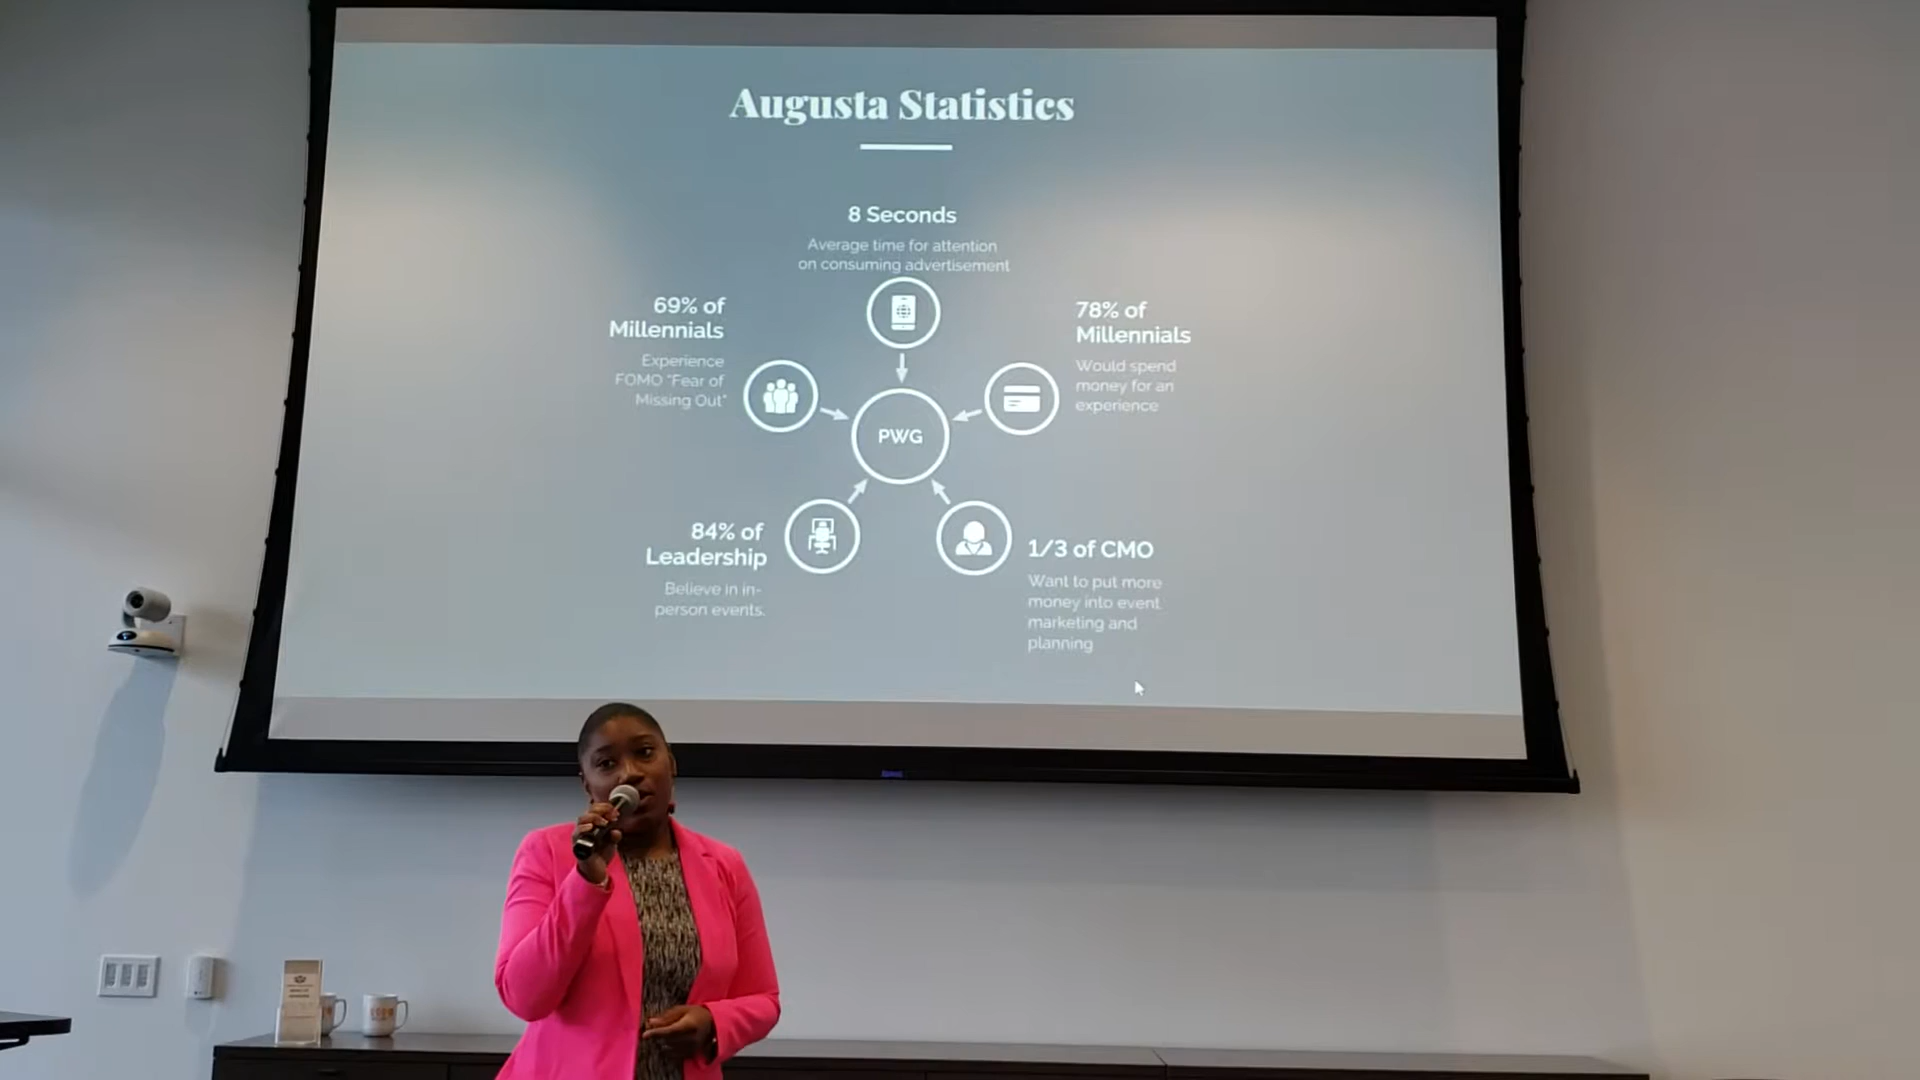 Augusta Statistics
8 Seconds
Average time for attention
on consuming advertisement
69% of
Millennials
Experience
FOMO "Fear of
Missing Out"
78% of
Millennials
Would spend
money for an
experience
PWG
84% of
Leadership
Believe in in-
person events.
1/3 of CMO
Want to put more
money into event
marketing and
planning